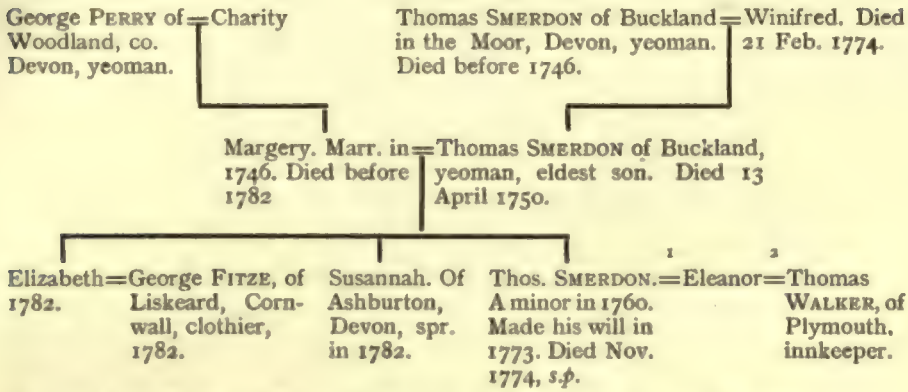 George PERRY of=Charity
Woodland, co.
Devon, yeoman.
Thomas SMERDON of Buckland=Winifred. Died
in the Moor, Devon, yeoman. 21 Feb. 1774.
Died before 1746.
Margery. Marr. in=Thomas SMERDON of Buckland,
1746. Died before yeoman, eldest son. Died 13
1782 April 1750.
Elizabeth=George FITZE, of
1782. Liskeard, Corn-
wall, clothier,
1782.
Susannah. Of
Ashburton,
Devon, spr.
in 1782.
1 2
Thos. SMERDON.=Eleanor=Thomas
A minor in 1760. WALKER, of
Made his will in Plymouth.
1773. Died Nov. innkeeper.
1774, s.p.